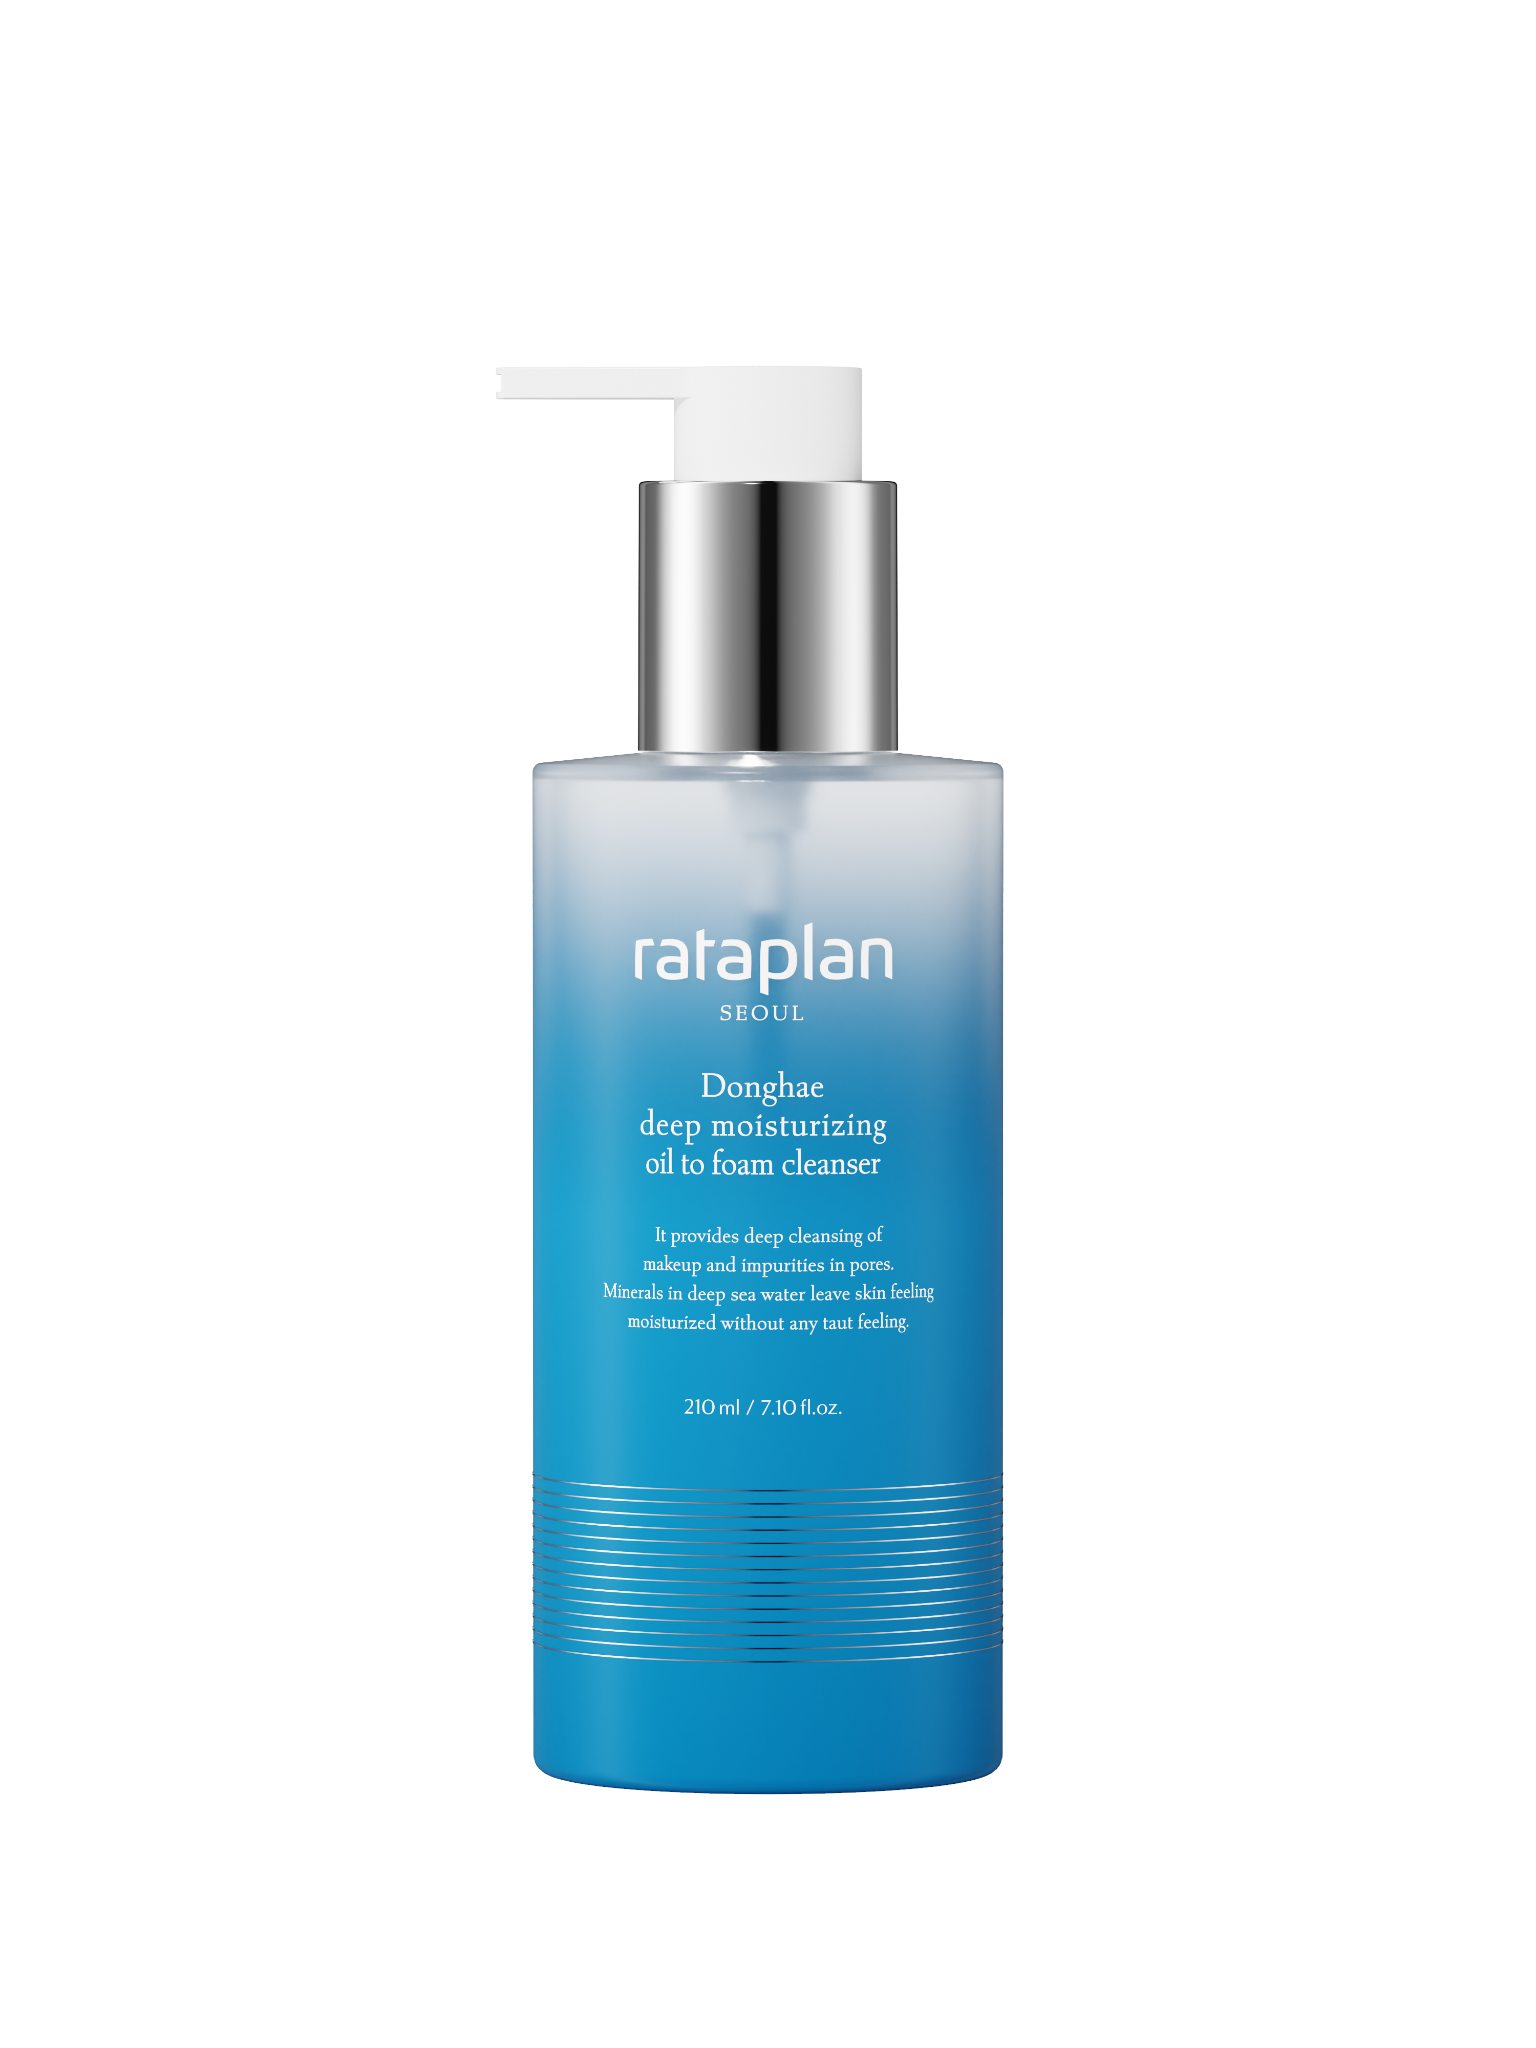 rataplan
SEOUL
Donghae
deep moisturizing
oil to foam cleanser
It provides deep cleansing of
makeup and impurities in pores.
Minerals in deep sea water leave skin feeling
moisturized without any taut feeling.
210 ml / 7.10 fl.oz.